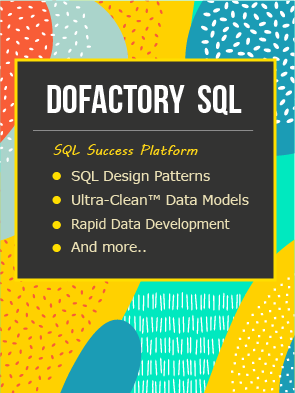 DOFACTORY SQL
SQL Success Platform
SQL Design Patterns
Ultra-Clean™ Data Models
Rapid Data Development
And more..